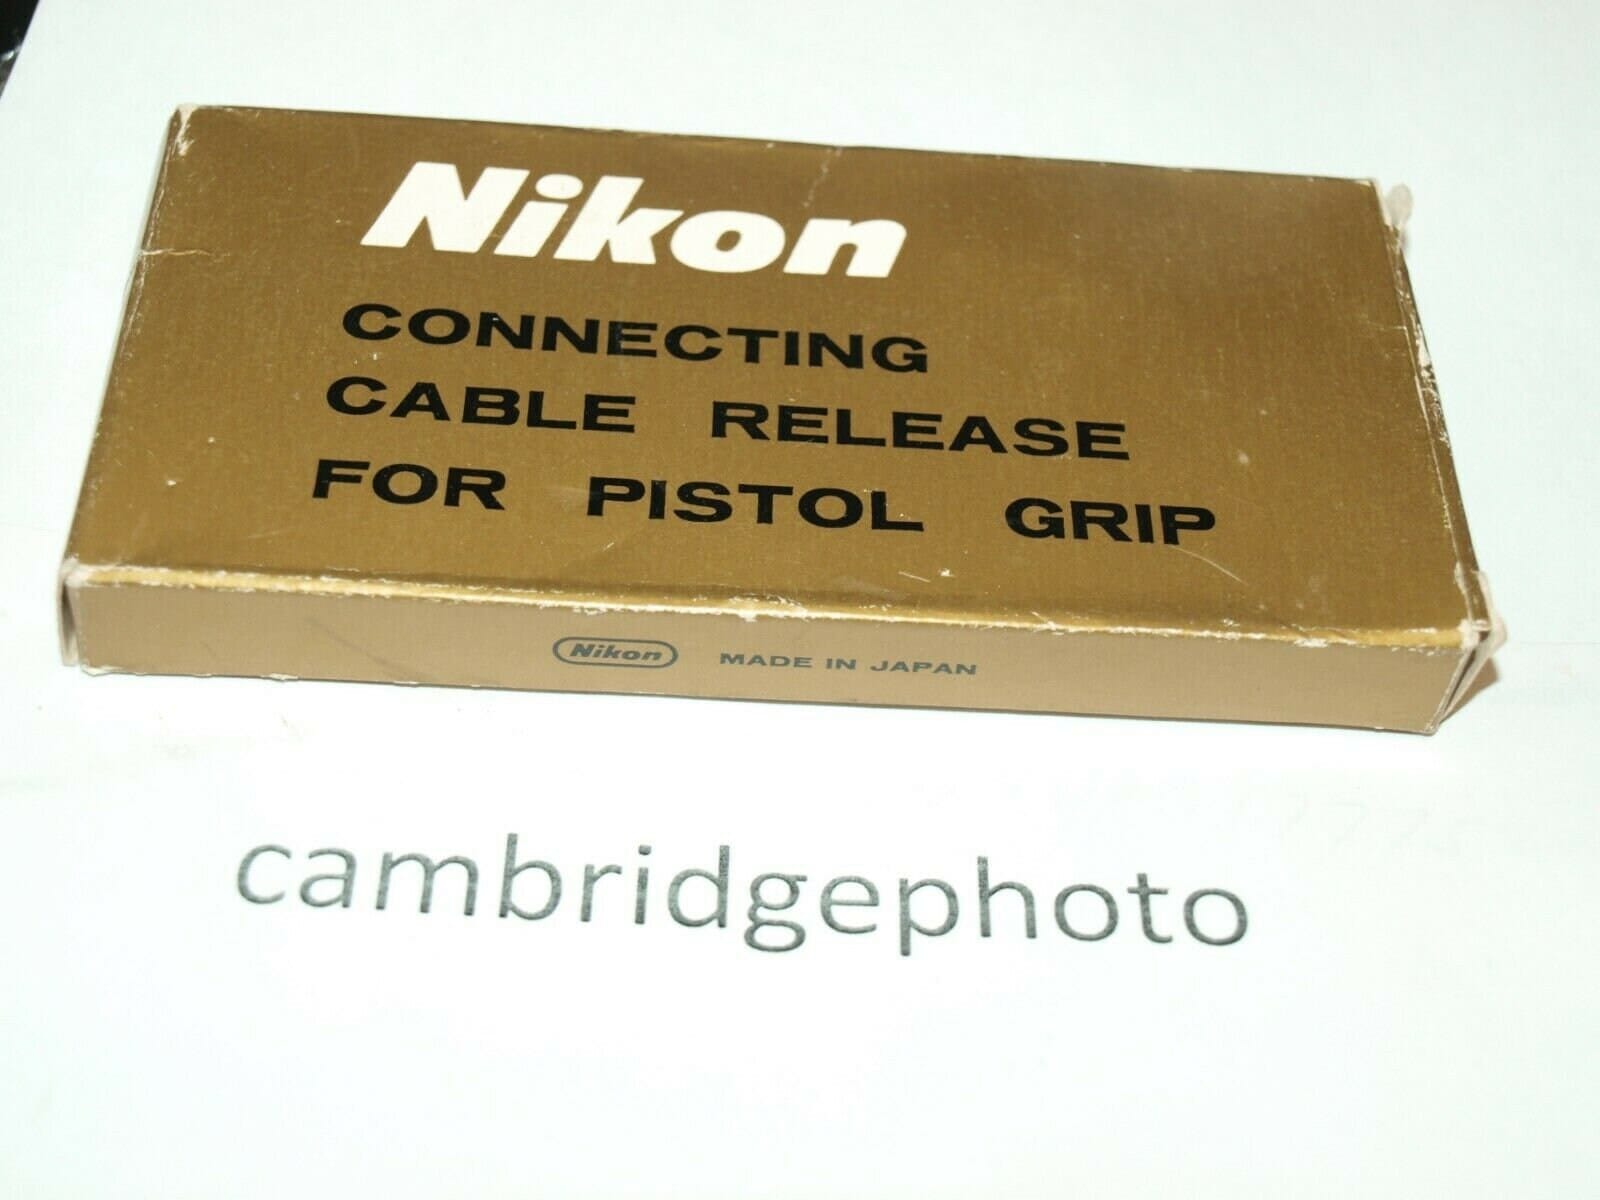 Nikon
CONNECTING
CABLE RELEASE
FOR PISTOL GRIP
Nikon MADE IN JAPAN
cambridgephoto